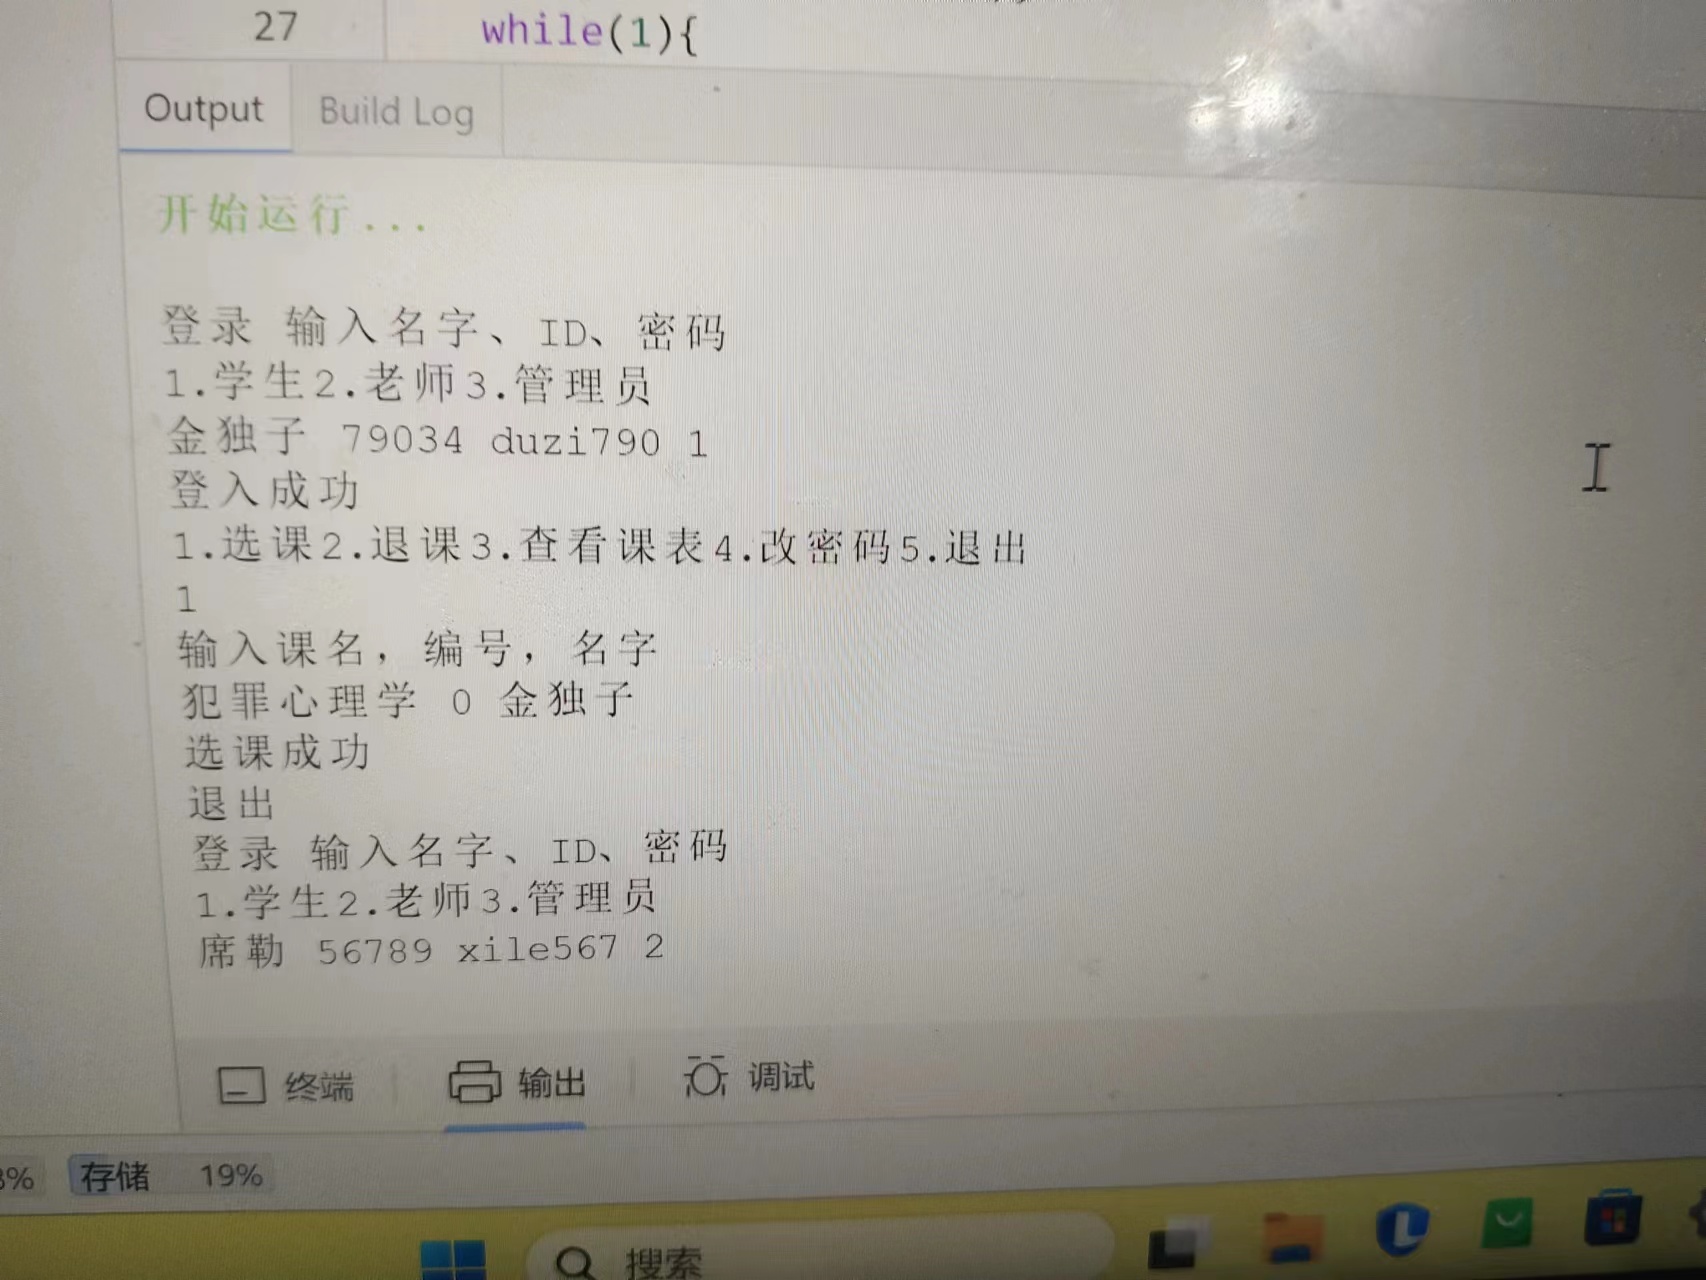 27 while(1){
Output Build Log
开始运行...
登录 输入名字、ID、密码
1.学生2.老师3.管理员
金独子 79034 duzi790 1
登入成功
1.选课2.退课3.查看课表4.改密码5.退出
1
输入课名，编号，名字
犯罪心理学 0 金独子
选课成功
退出
登录 输入名字、ID、密码
1.学生2.老师3.管理员
席勒 56789 xile567 2
终端 输出 调试
存储 19%
搜索